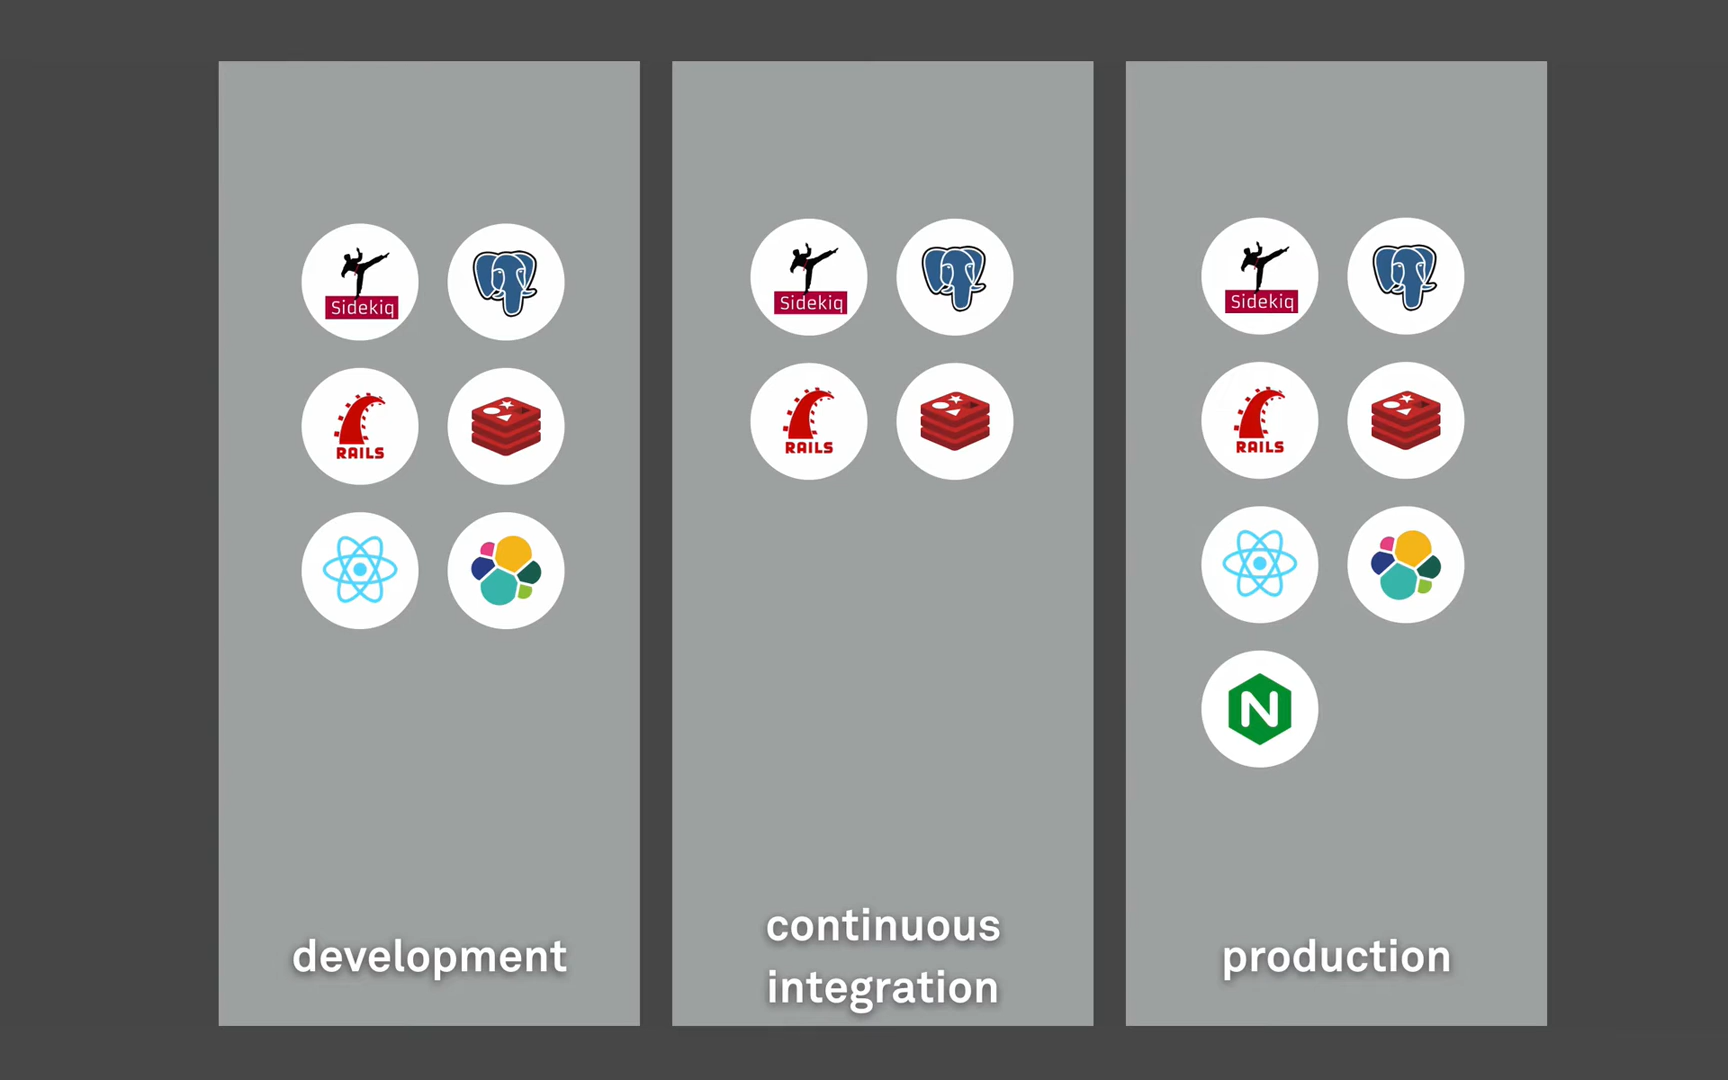 Sidekiq
RAILS
development
Sidekiq
RAILS
continuous
integration
Sidekiq
RAILS
N
production